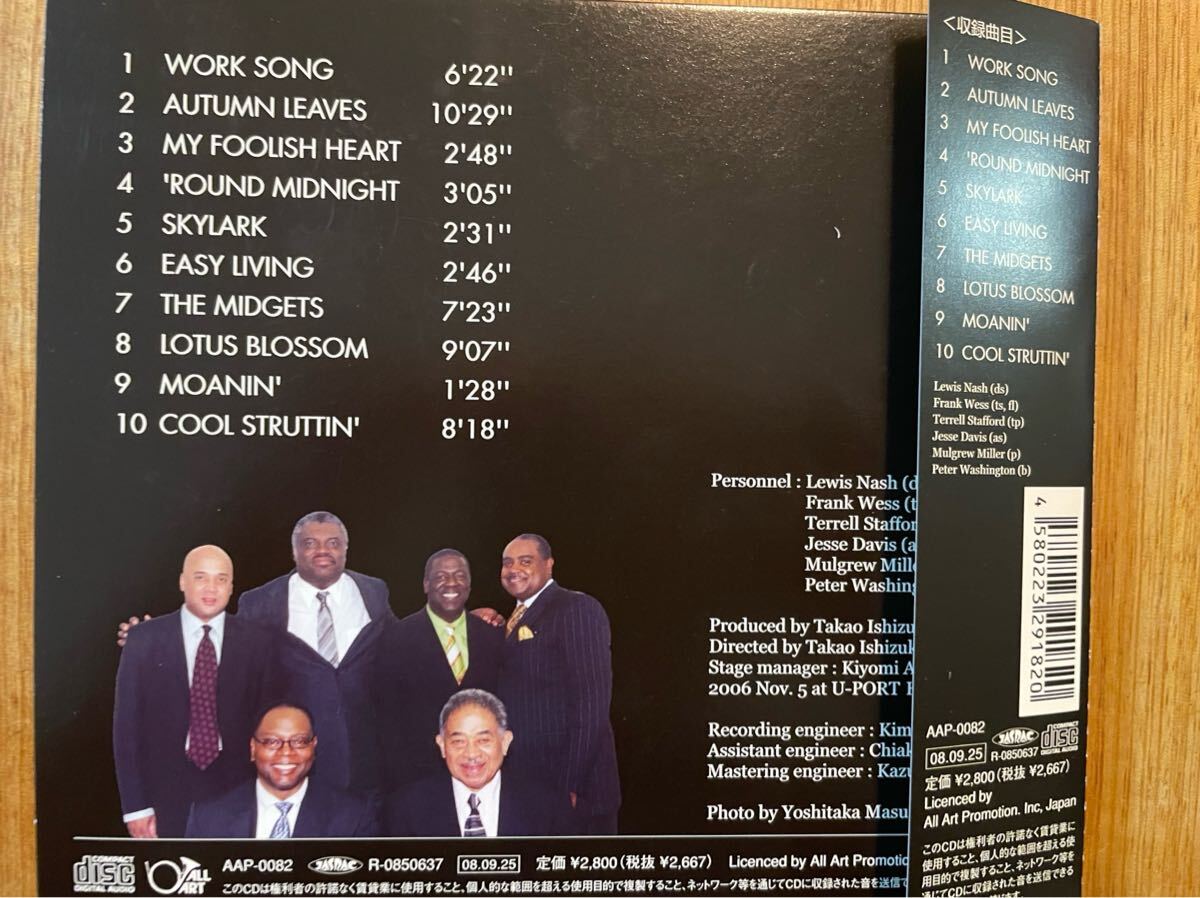 1 WORK SONG 6'22''
2 AUTUMN LEAVES 10'29''
3 MY FOOLISH HEART 2'48''
4 'ROUND MIDNIGHT 3'05''
5 SKYLARK 2'31''
6 EASY LIVING 2'46''
7 THE MIDGETS 7'23''
8 LOTUS BLOSSOM 9'07''
9 MOANIN' 1'28''
10 COOL STRUTTIN' 8'18''
Personnel : Lewis Nash (d
Frank Wess (t
Terrell Staffor
Jesse Davis (a
Mulgrew Mill
Peter Washing
Produced by Takao Ishizu
Directed by Takao Ishizuk
Stage manager : Kiyomi A
2006 Nov. 5 at U-PORT
Recording engineer : Kim
Assistant engineer : Chiak
Mastering engineer : Kazu
Photo by Yoshitaka Masu
COMPACT disc DIGITAL AUDIO ALL ART AAP-0082 JASRAC R-0850637 08.09.25 定価 ¥2,800(税抜 ¥2,667) Licenced by All Art Promotio
このCDは権利者の許諾なく賃貸業に使用すること、個人的な範囲を超える使用目的で複製すること、ネットワーク等を通じてCDに収録された音を送信で
<収録曲目>
1 WORK SONG
2 AUTUMN LEAVES
3 MY FOOLISH HEART
4 'ROUND MIDNIGHT
5 SKYLARK
6 EASY LIVING
7 THE MIDGETS
8 LOTUS BLOSSOM
9 MOANIN'
10 COOL STRUTTIN'
Lewis Nash (ds)
Frank Wess (ts, fl)
Terrell Stafford (tp)
Jesse Davis (as)
Mulgrew Miller (p)
Peter Washington (b)
4 580223 291820
AAP-0082
08.09.25 JASRAC R-0850637 COMPACT disc DIGITAL AUDIO
定価 ¥2,800(税抜 ¥2,667)
Licenced by
All Art Promotion. Inc, Japan
このCDは権利者の許諾なく賃貸業に
使用すること、個人的な範囲を超える使
用目的で複製すること、ネットワーク等を
通じてCDに収録された音を送信できる